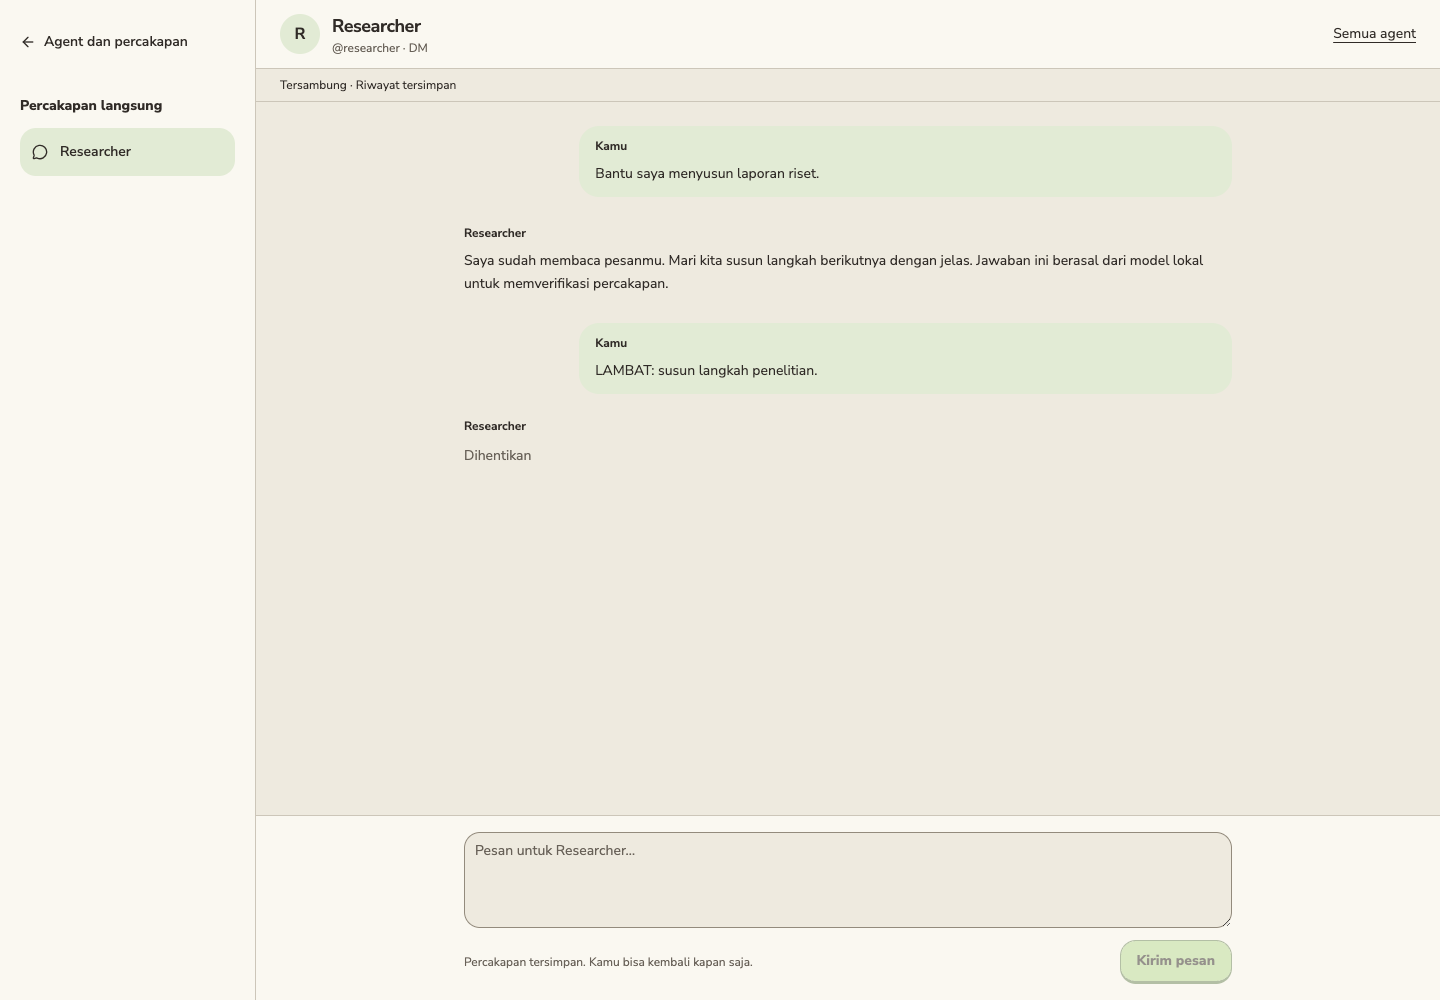 Agent dan percakapan
Percakapan langsung
Researcher
R
Researcher
@researcher · DM
Semua agent
Tersambung · Riwayat tersimpan
Kamu
Bantu saya menyusun laporan riset.
Researcher
Saya sudah membaca pesanmu. Mari kita susun langkah berikutnya dengan jelas. Jawaban ini berasal dari model lokal
untuk memverifikasi percakapan.
Kamu
LAMBAT: susun langkah penelitian.
Researcher
Dihentikan
Pesan untuk Researcher...
Percakapan tersimpan. Kamu bisa kembali kapan saja.
Kirim pesan